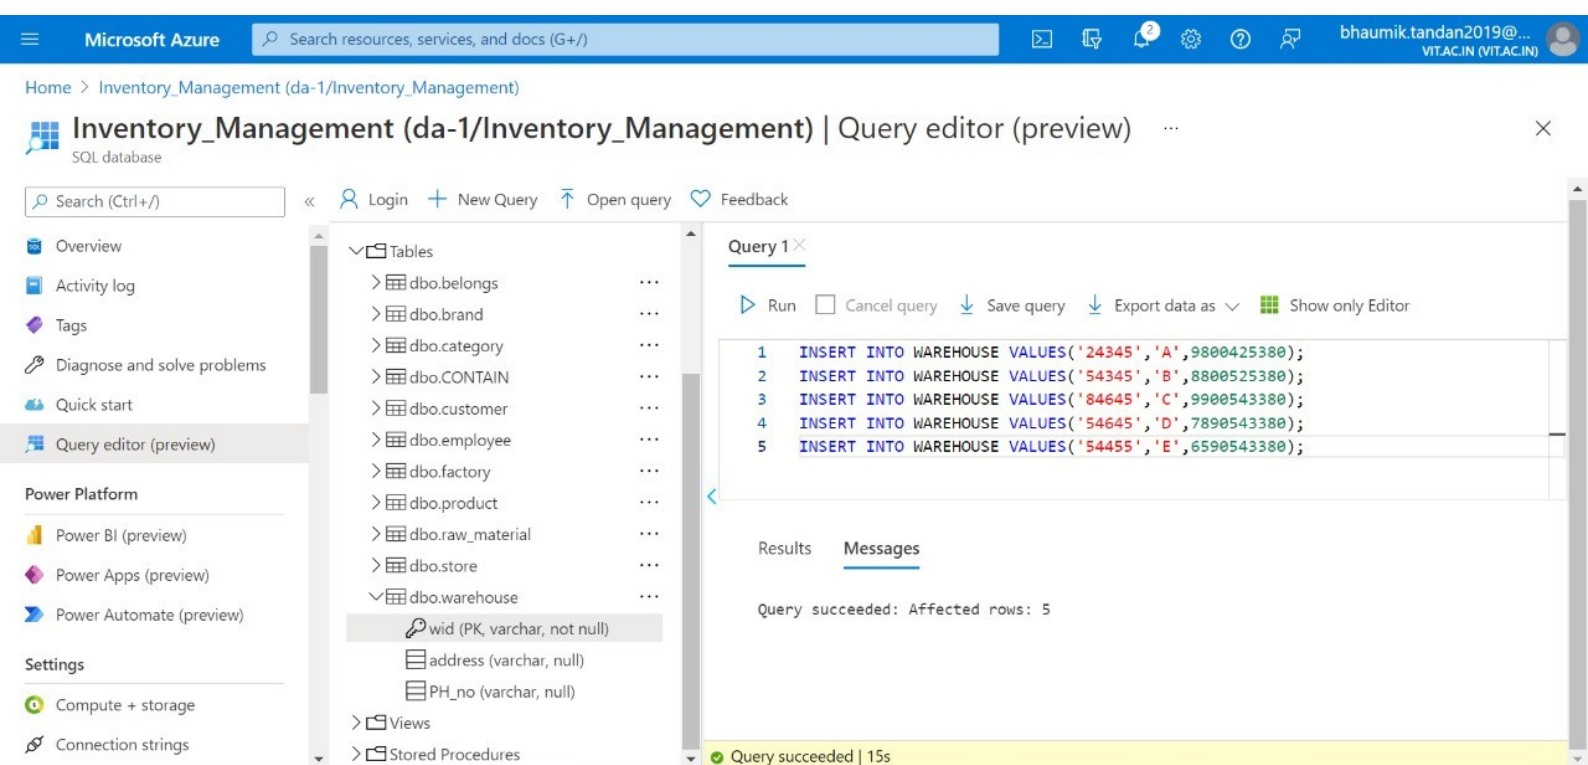 Microsoft Azure
Search resources, services, and docs (G+/)
2
bhaumik.tandan2019@...
VIT.AC.IN (VIT.AC.IN)
Home > Inventory_Management (da-1/Inventory_Management)
Inventory_Management (da-1/Inventory_Management) | Query editor (preview) ...
SQL database
Search (Ctrl+/)
«
Login
New Query
Open query
Feedback
Overview
Activity log
Tags
Diagnose and solve problems
Quick start
Query editor (preview)
Power Platform
Power BI (preview)
Power Apps (preview)
Power Automate (preview)
Settings
Compute + storage
Connection strings
Tables
dbo.belongs ...
dbo.brand ...
dbo.category ...
dbo.CONTAIN ...
dbo.customer ...
dbo.employee ...
dbo.factory ...
dbo.product ...
dbo.raw_material ...
dbo.store ...
dbo.warehouse ...
wid (PK, varchar, not null)
address (varchar, null)
PH_no (varchar, null)
Views
Stored Procedures
Query 1
Run
Cancel query
Save query
Export data as
Show only Editor
1 INSERT INTO WAREHOUSE VALUES('24345','A',9800425380);
2 INSERT INTO WAREHOUSE VALUES('54345','B',8800525380);
3 INSERT INTO WAREHOUSE VALUES('84645','C',9900543380);
4 INSERT INTO WAREHOUSE VALUES('54645','D',7890543380);
5 INSERT INTO WAREHOUSE VALUES('54455','E',6590543380);
Results
Messages
Query succeeded: Affected rows: 5
Query succeeded | 15s